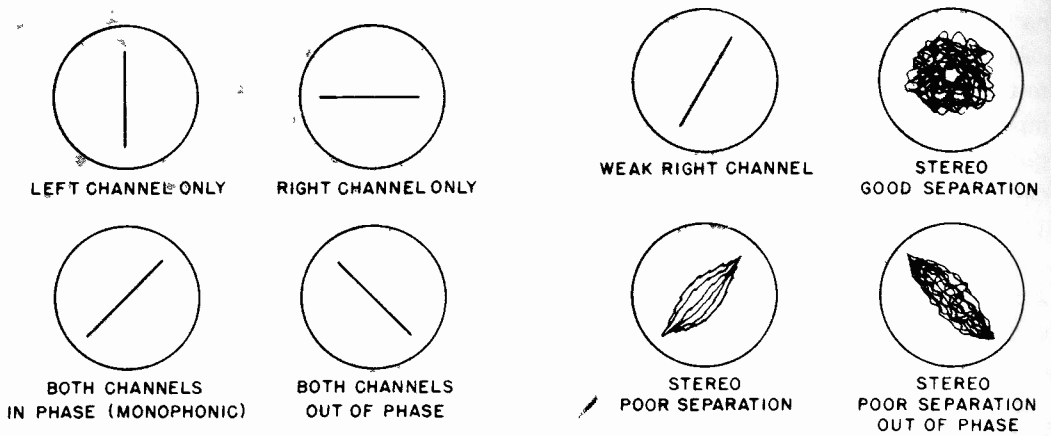 LEFT CHANNEL ONLY
RIGHT CHANNEL ONLY
WEAK RIGHT CHANNEL
STEREO
GOOD SEPARATION
BOTH CHANNELS
IN PHASE (MONOPHONIC)
BOTH CHANNELS
OUT OF PHASE
STEREO
POOR SEPARATION
STEREO
POOR SEPARATION
OUT OF PHASE